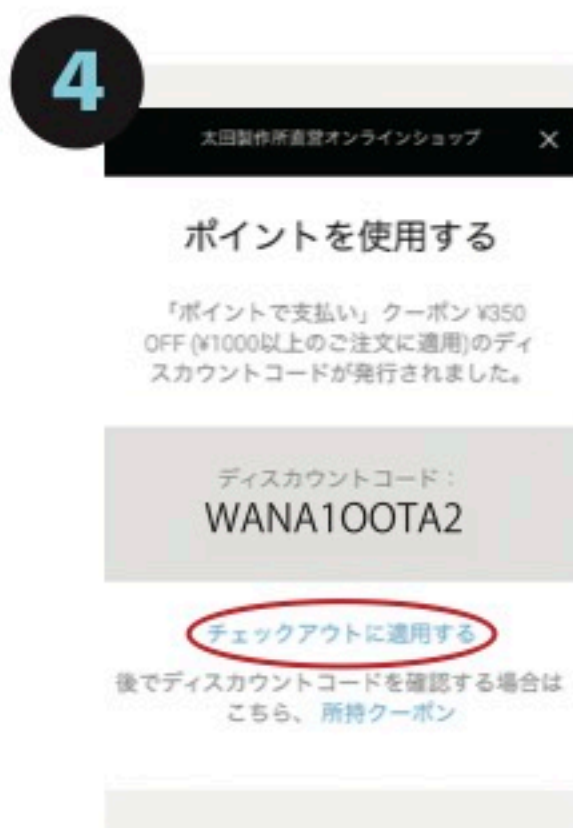 4
太田製作所直営オンラインショップ ×
ポイントを使用する
「ポイントで支払い」クーポン ¥350
OFF (¥1000以上のご注文に適用)のディ
スカウントコードが発行されました。
ディスカウントコード：
WANA1OOTA2
チェックアウトに適用する
後でディスカウントコードを確認する場合は
こちら、 所持クーポン